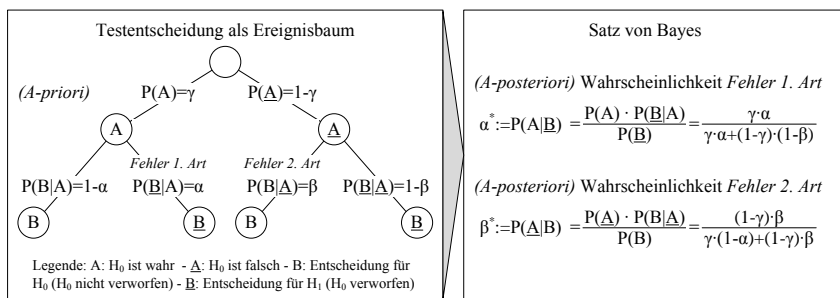 Testentscheidung als Ereignisbaum
(A-priori)
P(A)=γ
P(A̲)=1-γ
A
A̲
Fehler 1. Art
Fehler 2. Art
P(B|A)=1-α
P(B̲|A)=α
P(B|A̲)=β
P(B̲|A̲)=1-β
B
B̲
B
B̲
Legende: A: H₀ ist wahr - A̲: H₀ ist falsch - B: Entscheidung für
H₀ (H₀ nicht verworfen) - B̲: Entscheidung für H₁ (H₀ verworfen)
Satz von Bayes
(A-posteriori) Wahrscheinlichkeit Fehler 1. Art
P(A) · P(B̲|A)
γ·α
α*:=P(A|B̲) = =
P(B̲)
γ·α+(1-γ)·(1-β)
(A-posteriori) Wahrscheinlichkeit Fehler 2. Art
P(A̲) · P(B|A̲)
(1-γ)·β
β*:=P(A̲|B) = =
P(B)
γ·(1-α)+(1-γ)·β